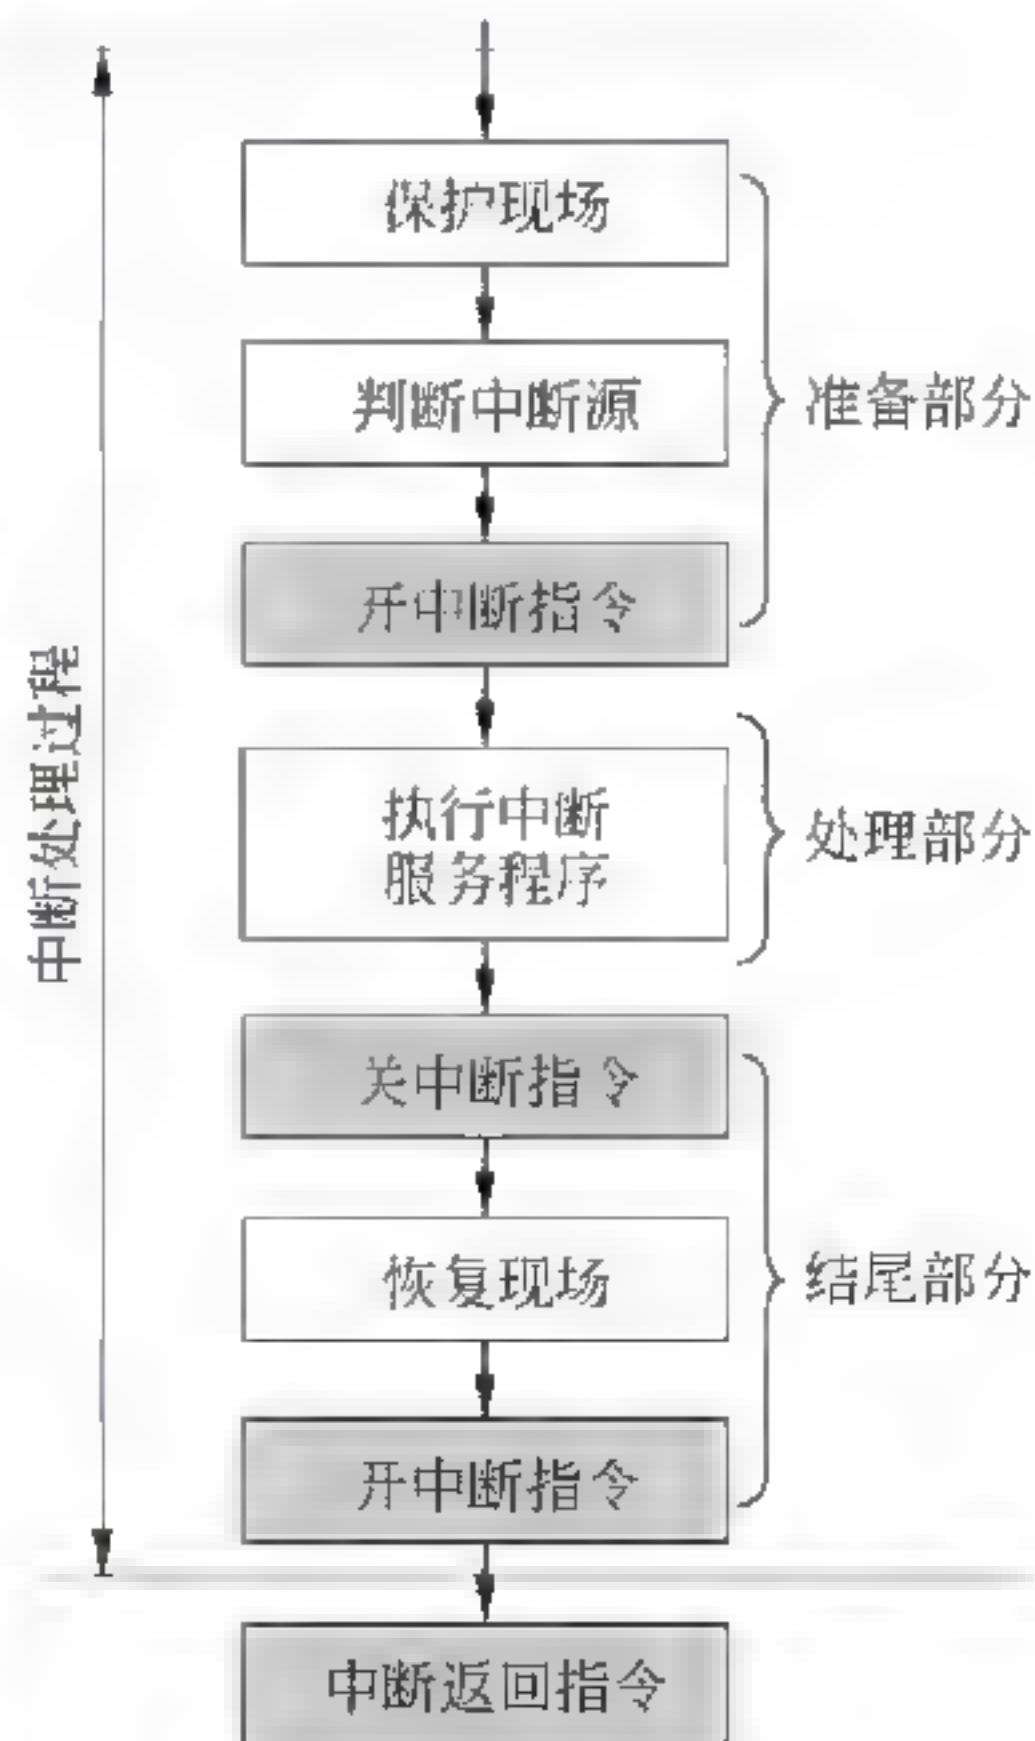 保护现场
判断中断源
准备部分
开中断指令
中断处理过程
执行中断
服务程序
处理部分
关中断指令
恢复现场
结尾部分
开中断指令
中断返回指令